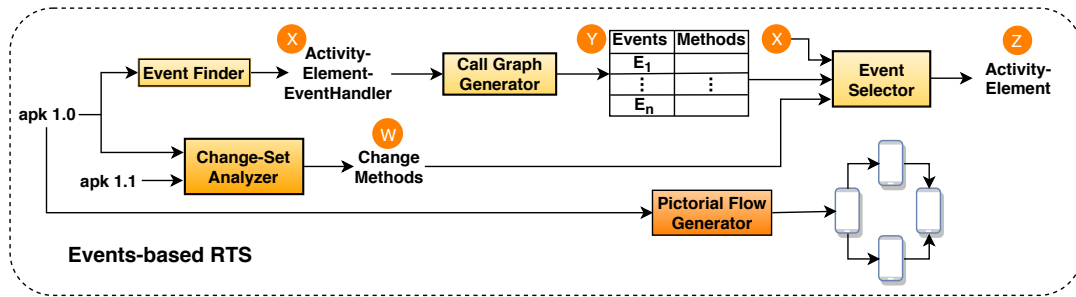 X
Activity-
Element-
EventHandler
Event Finder
Call Graph
Generator
Y
Events Methods
E1
⋮ ⋮
En
X
Event
Selector
Z
Activity-
Element
apk 1.0
apk 1.1
Change-Set
Analyzer
W
Change
Methods
Pictorial Flow
Generator
Events-based RTS